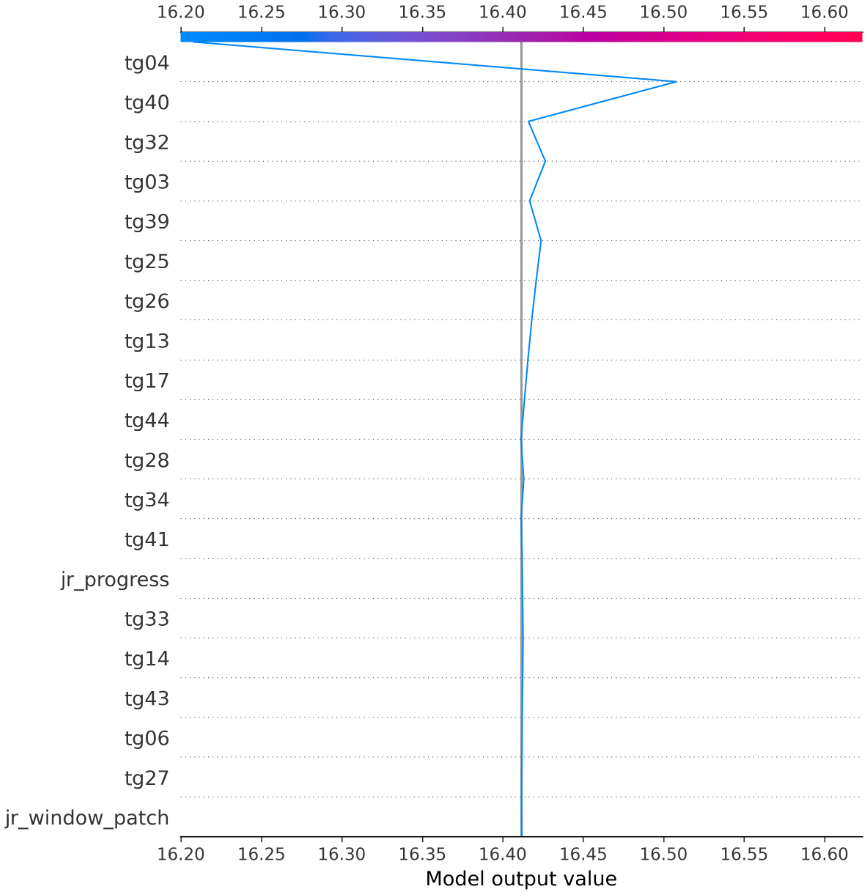 16.20 16.25 16.30 16.35 16.40 16.45 16.50 16.55 16.60
tg04
tg40
tg32
tg03
tg39
tg25
tg26
tg13
tg17
tg44
tg28
tg34
tg41
jr_progress
tg33
tg14
tg43
tg06
tg27
jr_window_patch
16.20 16.25 16.30 16.35 16.40 16.45 16.50 16.55 16.60
Model output value